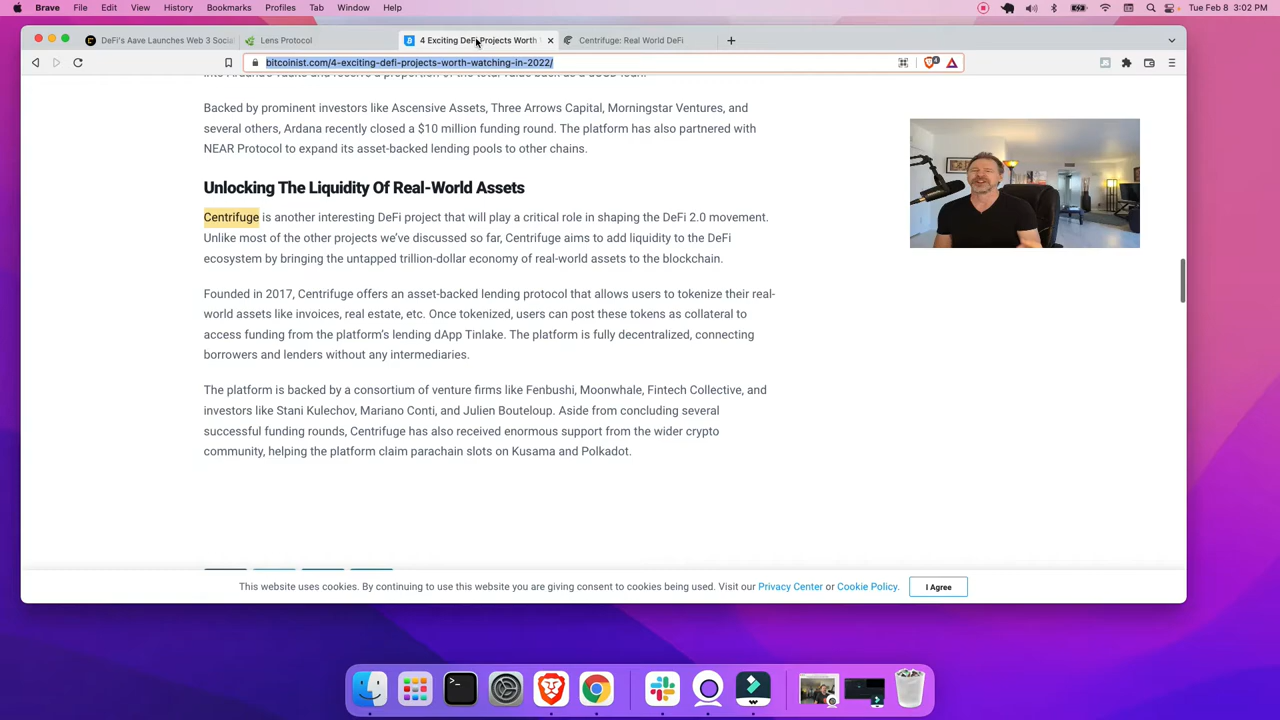 Brave File Edit View History Bookmarks Profiles Tab Window Help Tue Feb 8 3:02 PM
DeFi's Aave Launches Web 3 Social Lens Protocol 4 Exciting DeFi Projects Worth Centrifuge: Real World DeFi
bitcoinist.com/4-exciting-defi-projects-worth-watching-in-2022/
Backed by prominent investors like Ascensive Assets, Three Arrows Capital, Morningstar Ventures, and
several others, Ardana recently closed a $10 million funding round. The platform has also partnered with
NEAR Protocol to expand its asset-backed lending pools to other chains.
Unlocking The Liquidity Of Real-World Assets
Centrifuge is another interesting DeFi project that will play a critical role in shaping the DeFi 2.0 movement.
Unlike most of the other projects we've discussed so far, Centrifuge aims to add liquidity to the DeFi
ecosystem by bringing the untapped trillion-dollar economy of real-world assets to the blockchain.
Founded in 2017, Centrifuge offers an asset-backed lending protocol that allows users to tokenize their real-
world assets like invoices, real estate, etc. Once tokenized, users can post these tokens as collateral to
access funding from the platform's lending dApp Tinlake. The platform is fully decentralized, connecting
borrowers and lenders without any intermediaries.
The platform is backed by a consortium of venture firms like Fenbushi, Moonwhale, Fintech Collective, and
investors like Stani Kulechov, Mariano Conti, and Julien Bouteloup. Aside from concluding several
successful funding rounds, Centrifuge has also received enormous support from the wider crypto
community, helping the platform claim parachain slots on Kusama and Polkadot.
This website uses cookies. By continuing to use this website you are giving consent to cookies being used. Visit our Privacy Center or Cookie Policy. I Agree